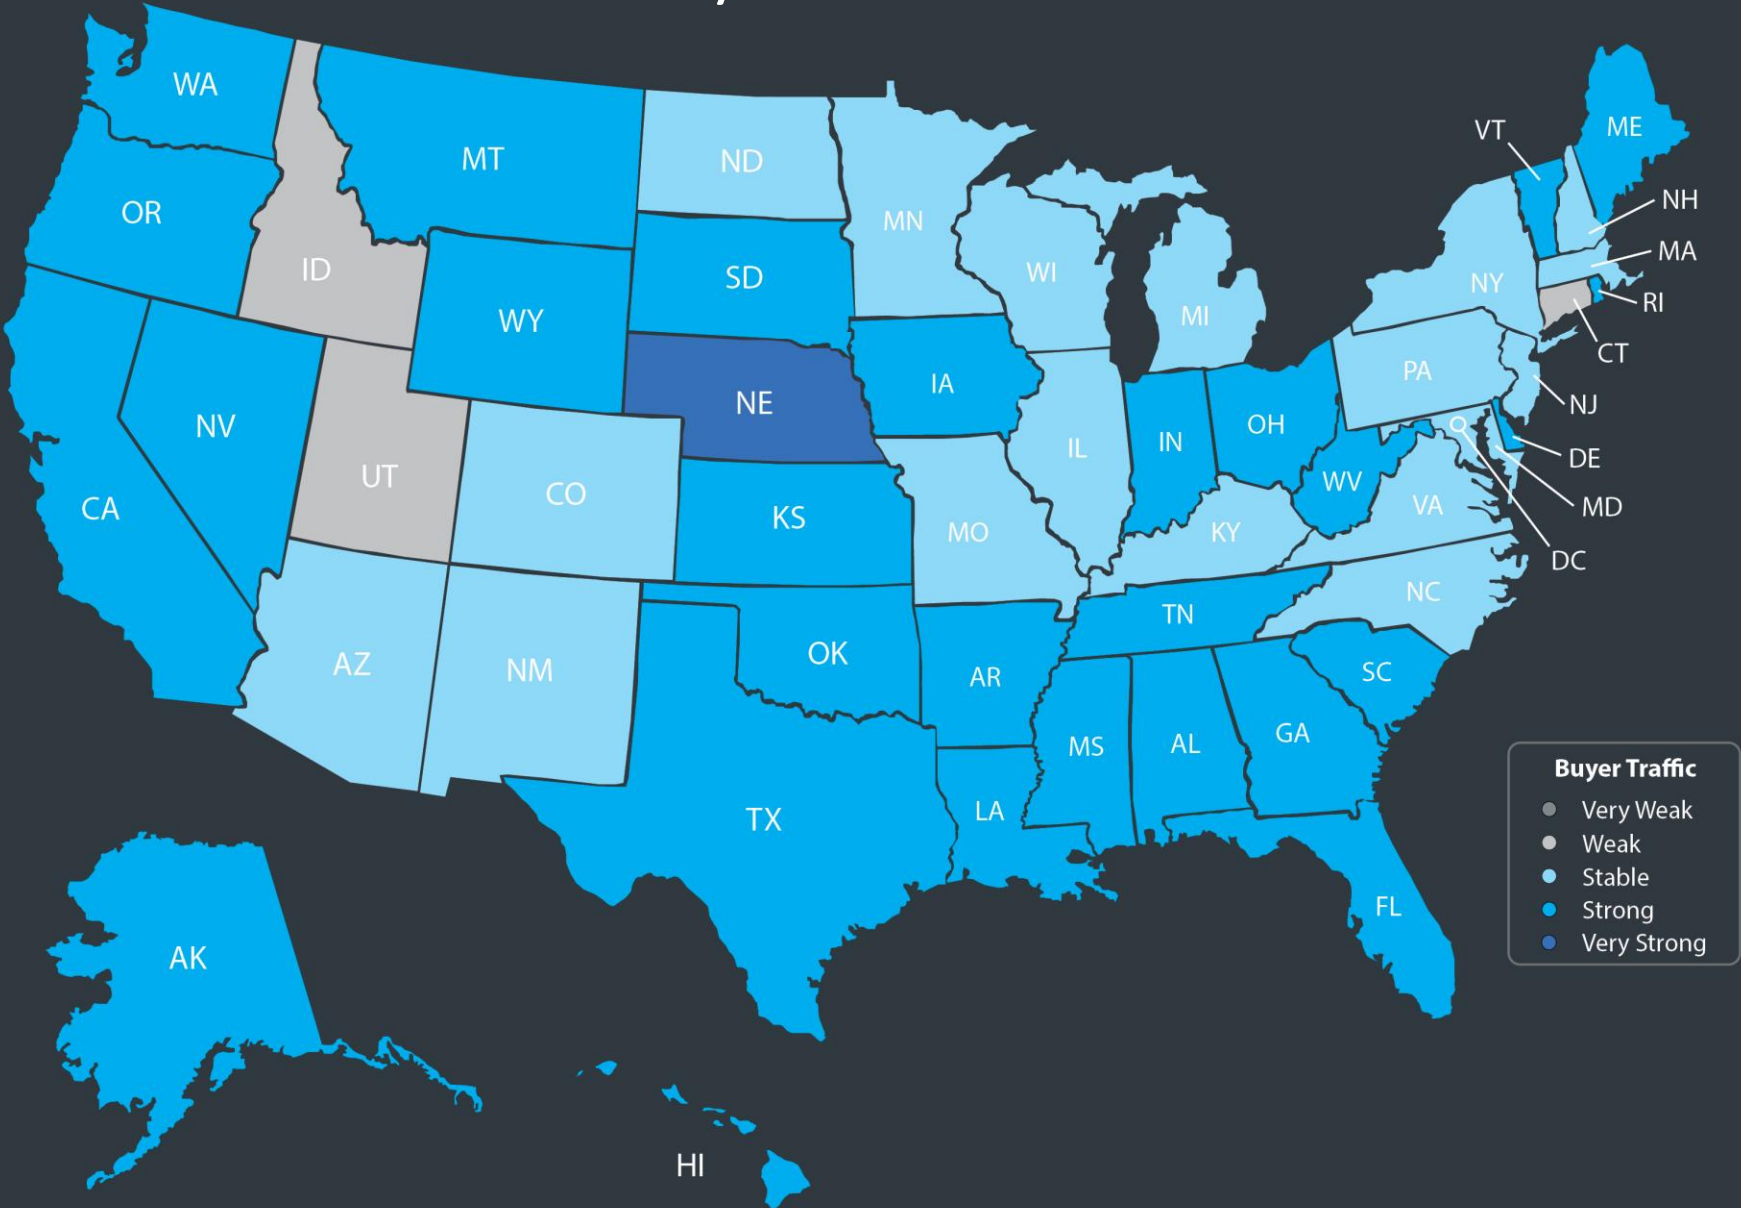 WA
MT
ND
MN
VT
ME
OR
ID
WY
SD
WI
MI
NY
NH
MA
RI
CT
NV
UT
CO
NE
IA
IL
IN
OH
PA
NJ
DE
MD
DC
CA
KS
MO
KY
WV
VA
AZ
NM
OK
AR
TN
NC
SC
TX
LA
MS
AL
GA
FL
AK
HI
Buyer Traffic
Very Weak
Weak
Stable
Strong
Very Strong